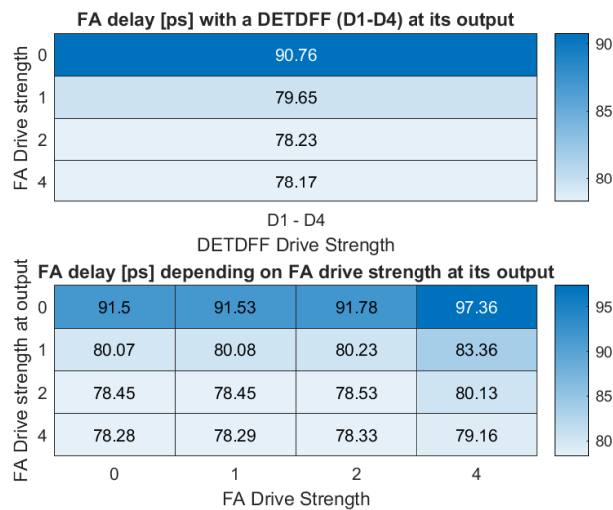 FA delay [ps] with a DETDFF (D1-D4) at its output
FA Drive strength
0
90.76
1
79.65
2
78.23
4
78.17
D1 - D4
DETDFF Drive Strength
90
85
80
FA delay [ps] depending on FA drive strength at its output
FA Drive strength at output
0 91.5 91.53 91.78 97.36
1 80.07 80.08 80.23 83.36
2 78.45 78.45 78.53 80.13
4 78.28 78.29 78.33 79.16
0 1 2 4
FA Drive Strength
95
90
85
80